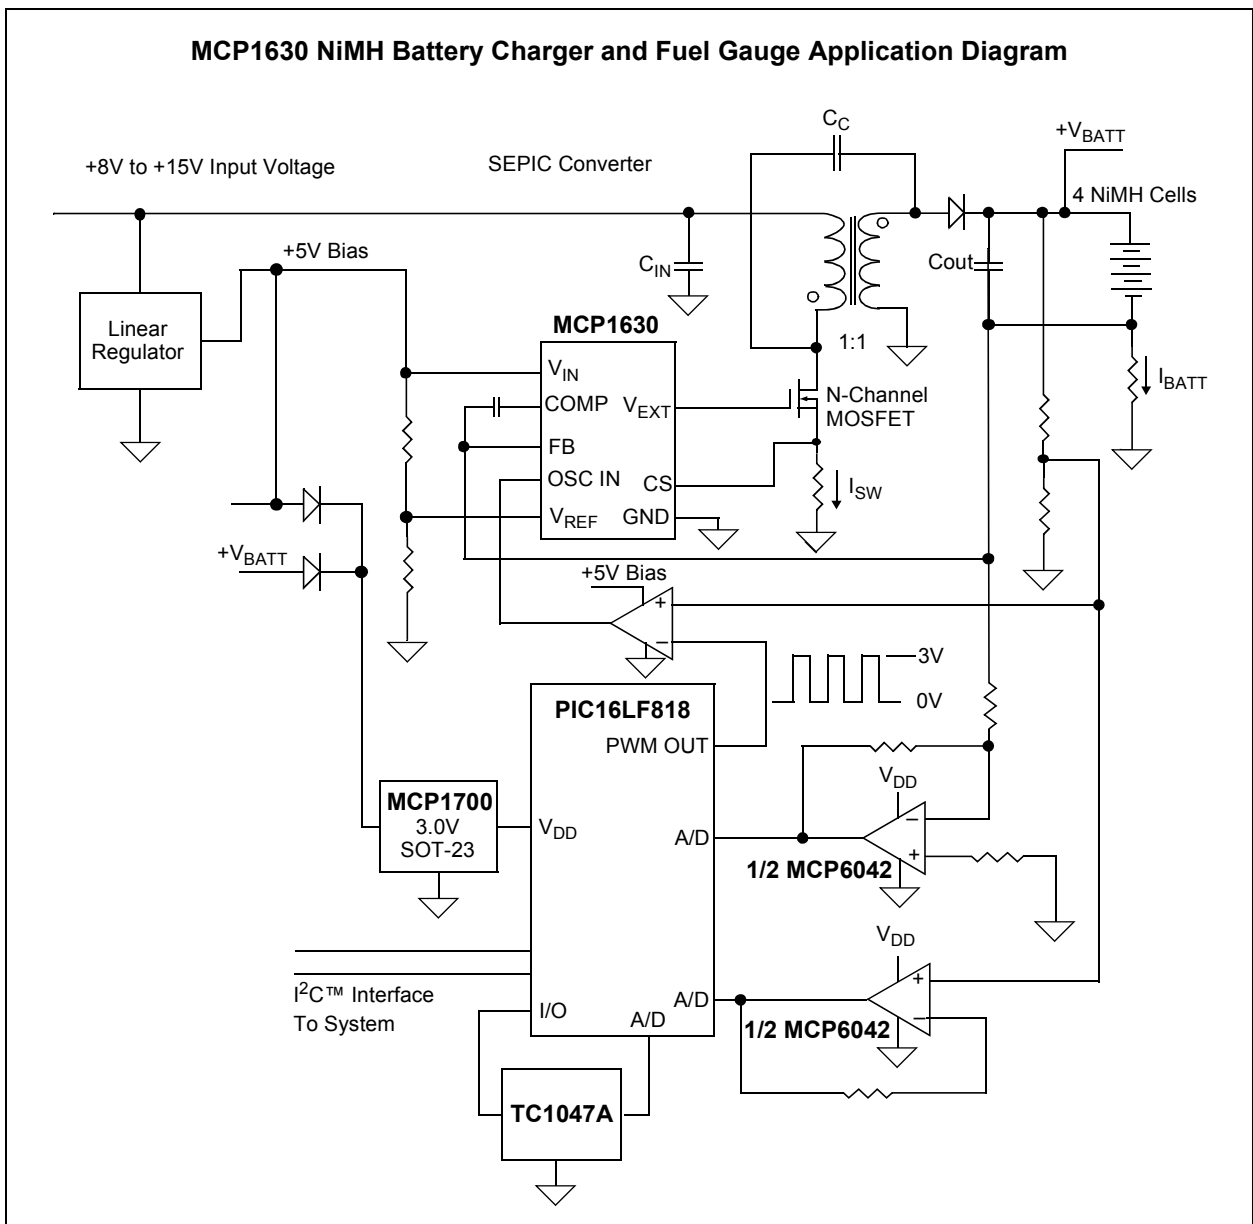 MCP1630 NiMH Battery Charger and Fuel Gauge Application Diagram
C_C
+V_BATT
+8V to +15V Input Voltage
SEPIC Converter
4 NiMH Cells
+5V Bias
C_IN
Cout
Linear
Regulator
MCP1630
1:1
I_BATT
V_IN
COMP
V_EXT
N-Channel
MOSFET
FB
OSC IN
CS
I_SW
V_REF
GND
+V_BATT
+5V Bias
+
–
3V
0V
PIC16LF818
PWM OUT
MCP1700
3.0V
SOT-23
V_DD
V_DD
A/D
–
+
1/2 MCP6042
V_DD
I²C™ Interface
To System
I/O
A/D
A/D
+
–
1/2 MCP6042
TC1047A